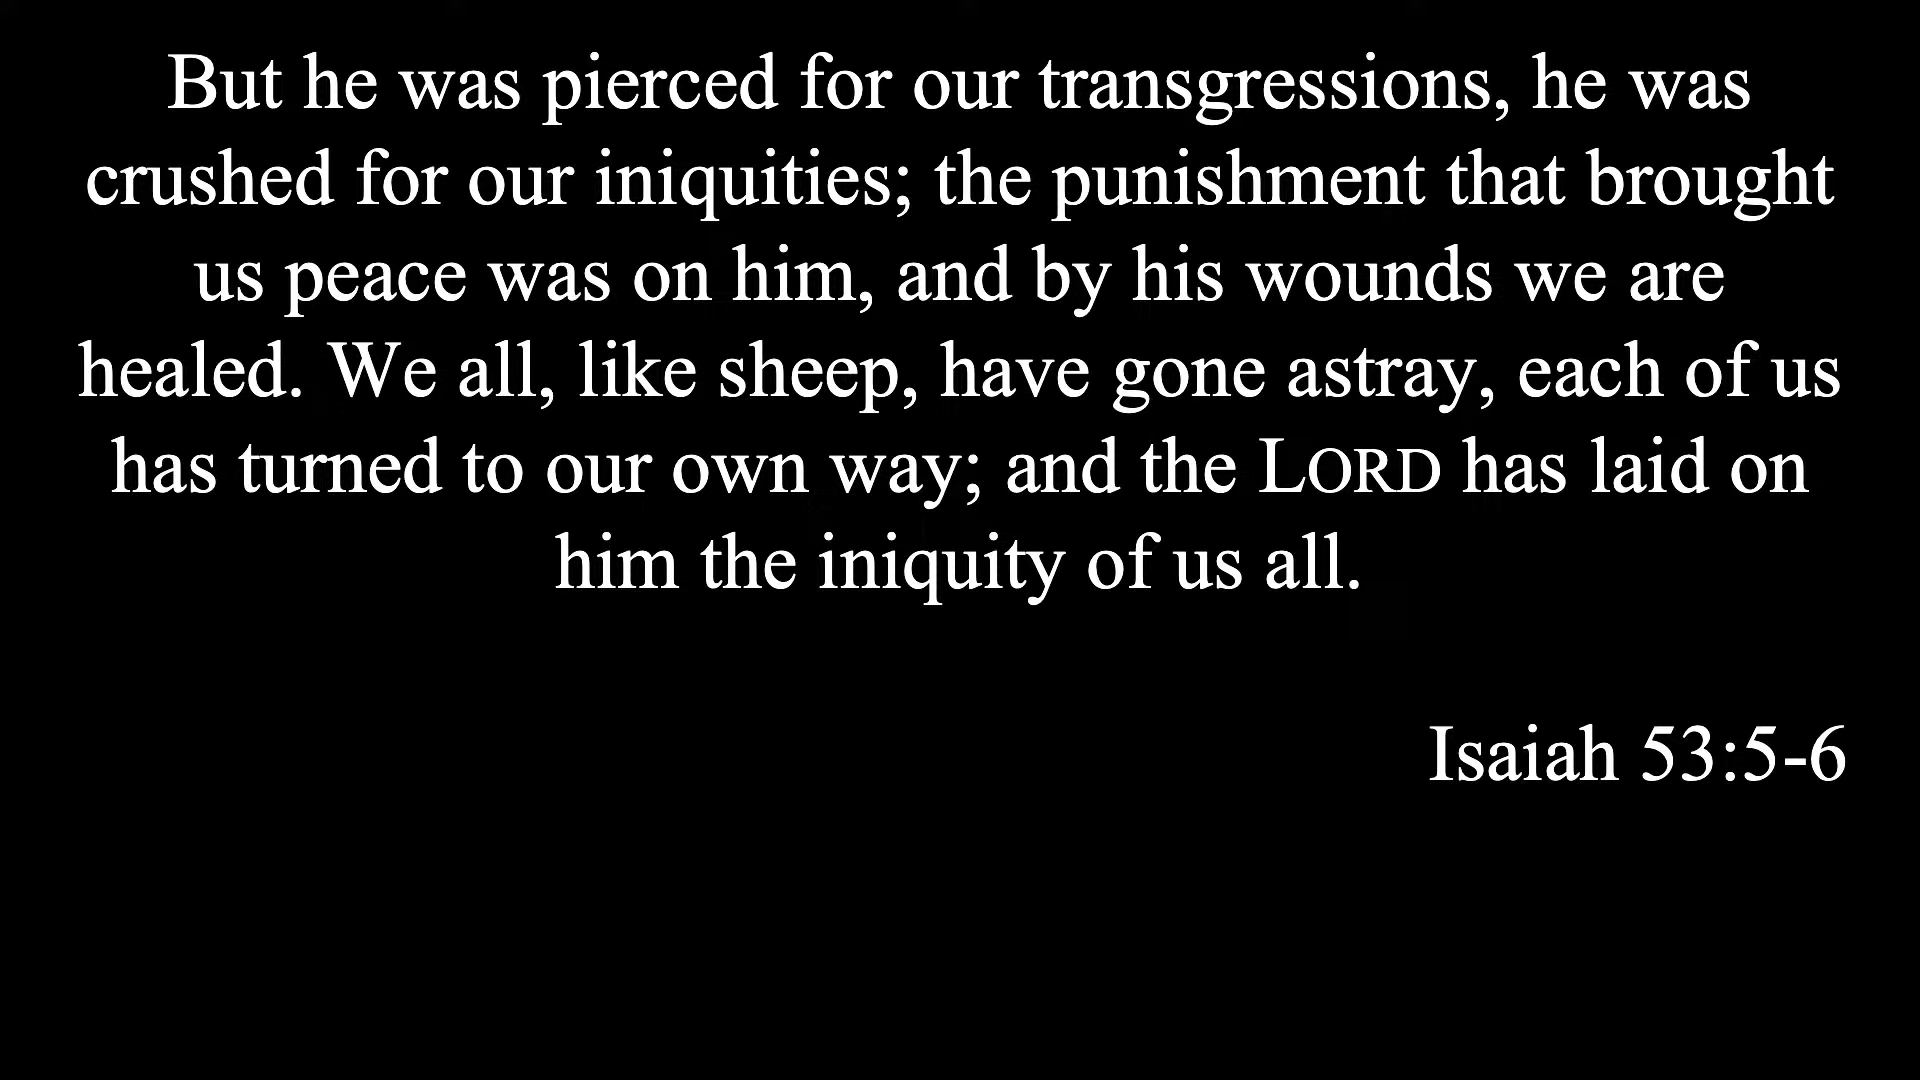 But he was pierced for our transgressions, he was
crushed for our iniquities; the punishment that brought
us peace was on him, and by his wounds we are
healed. We all, like sheep, have gone astray, each of us
has turned to our own way; and the LORD has laid on
him the iniquity of us all.
Isaiah 53:5-6